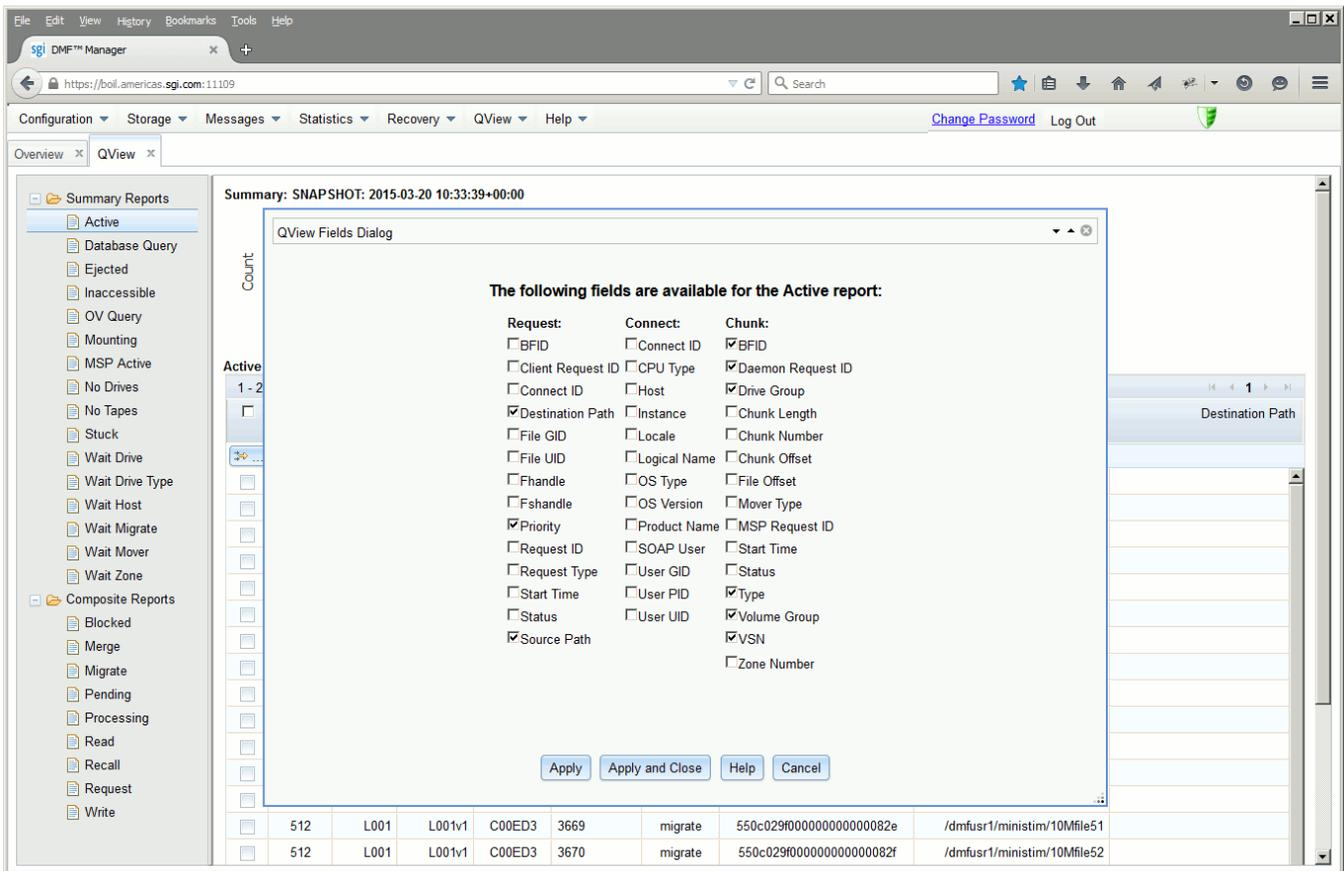 File Edit View History Bookmarks Tools Help
sgi DMF™ Manager
https://boil.americas.sgi.com:11109
Search
Configuration Storage Messages Statistics Recovery QView Help Change Password Log Out
Overview QView
Summary Reports
Active
Database Query
Ejected
Inaccessible
OV Query
Mounting
MSP Active
No Drives
No Tapes
Stuck
Wait Drive
Wait Drive Type
Wait Host
Wait Migrate
Wait Mover
Wait Zone
Composite Reports
Blocked
Merge
Migrate
Pending
Processing
Read
Recall
Request
Write
Summary: SNAPSHOT: 2015-03-20 10:33:39+00:00
Count
Active
1 - 2
1
Destination Path
...
QView Fields Dialog
The following fields are available for the Active report:
Request: Connect: Chunk:
BFID Connect ID BFID
Client Request ID CPU Type Daemon Request ID
Connect ID Host Drive Group
Destination Path Instance Chunk Length
File GID Locale Chunk Number
File UID Logical Name Chunk Offset
Fhandle OS Type File Offset
Fshandle OS Version Mover Type
Priority Product Name MSP Request ID
Request ID SOAP User Start Time
Request Type User GID Status
Start Time User PID Type
Status User UID Volume Group
Source Path VSN
Zone Number
Apply Apply and Close Help Cancel
512 L001 L001v1 C00ED3 3669 migrate 550c029f000000000000082e /dmfusr1/ministim/10Mfile51
512 L001 L001v1 C00ED3 3670 migrate 550c029f000000000000082f /dmfusr1/ministim/10Mfile52